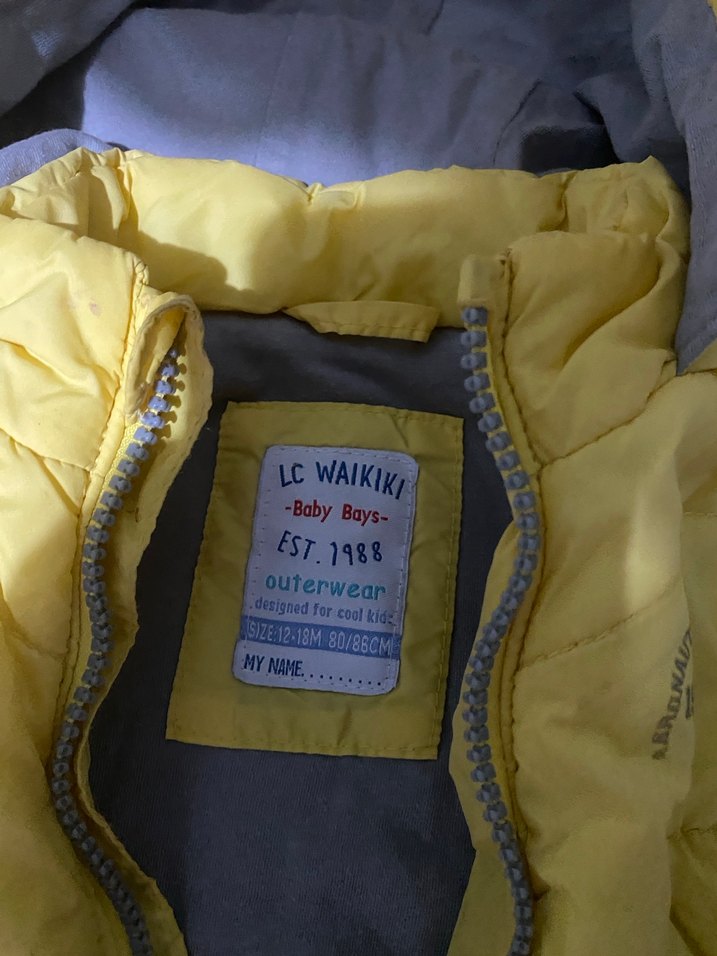 LC WAIKIKI
-Baby Bays-
EST. 1988
outerwear
designed for cool kids
SIZE:12-18M 80/86CM
MY NAME.........